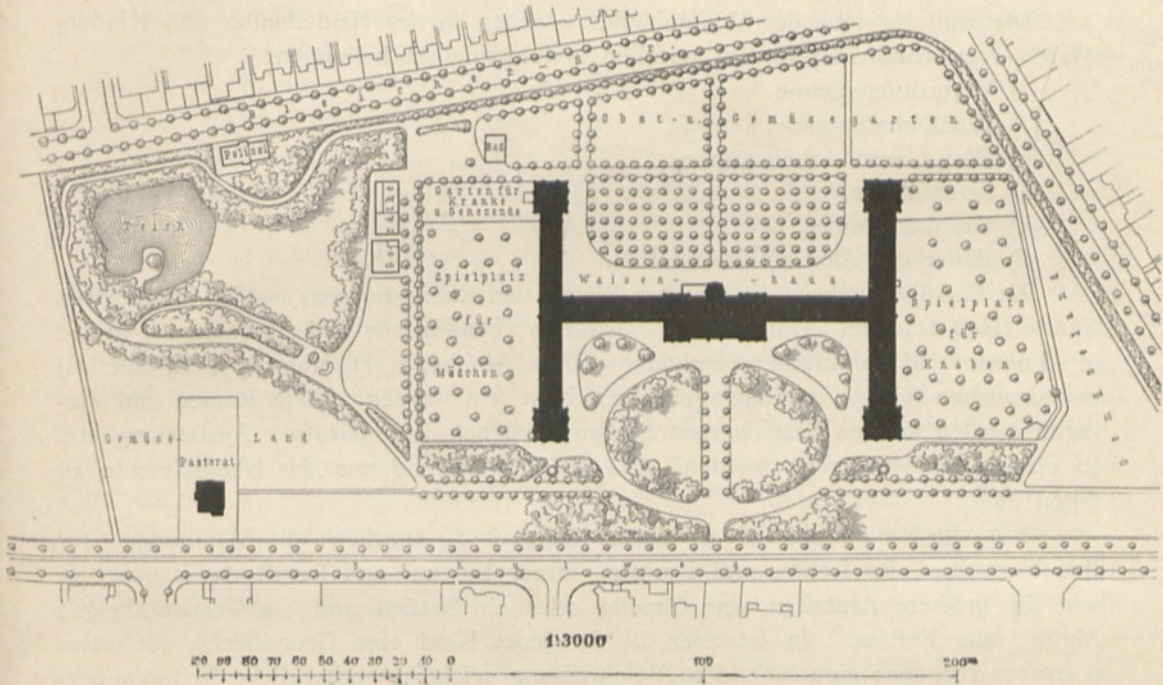 Obst- u. Gemüsegarten
Polizei
Bad
Garten für
Kranke
u. Genesende
Teich
Waisen- -haus
Spielplatz
für
Mädchen
Spielplatz
für
Knaben
Gemüse Land
Pastorat
1:3000
100 90 80 70 60 50 40 30 20 10 0 100 200m